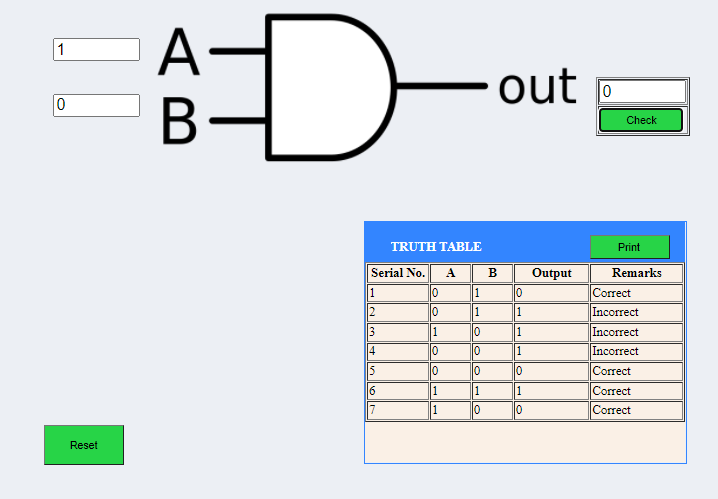 1 A
0 B
out 0
Check
TRUTH TABLE Print
Serial No. A B Output Remarks
1 0 1 0 Correct
2 0 1 1 Incorrect
3 1 0 1 Incorrect
4 0 0 1 Incorrect
5 0 0 0 Correct
6 1 1 1 Correct
7 1 0 0 Correct
Reset